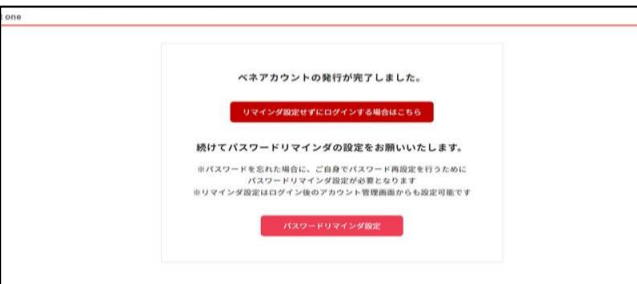 one
ベネアカウントの発行が完了しました。
リマインダ設定せずにログインする場合はこちら
続けてパスワードリマインダの設定をお願いいたします。
※パスワードを忘れた場合に、ご自身でパスワード再設定を行うために
パスワードリマインダ設定が必要となります
※リマインダ設定はログイン後のアカウント管理画面からも設定可能です
パスワードリマインダ設定